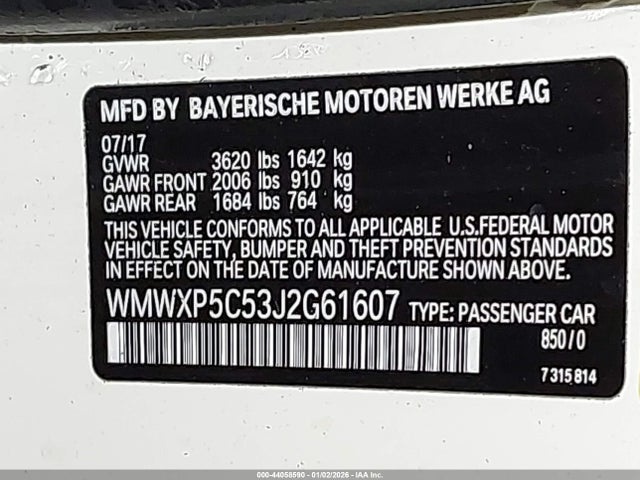 MFD BY BAYERISCHE MOTOREN WERKE AG
07/17
GVWR 3620 lbs 1642 kg
GAWR FRONT 2006 lbs 910 kg
GAWR REAR 1684 lbs 764 kg
THIS VEHICLE CONFORMS TO ALL APPLICABLE U.S.FEDERAL MOTOR
VEHICLE SAFETY, BUMPER AND THEFT PREVENTION STANDARDS
IN EFFECT ON THE DATE OF MANUFACTURE SHOWN ABOVE.
WMWXP5C53J2G61607 TYPE: PASSENGER CAR
850/0
7315814
000-44058590 - 01/02/2026 - IAA Inc.